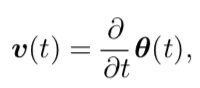 𝒗(t) = ∂/∂t 𝜽(t),